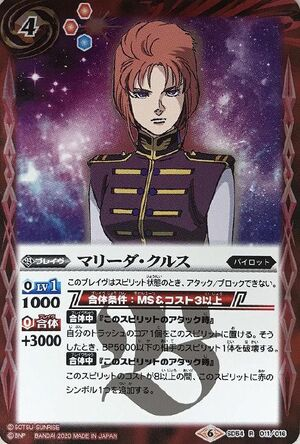 4
ブレイヴ マリーダ・クルス パイロット
0 LV1 1000
このブレイヴはスピリット状態のとき、アタック/ブロックできない。
合体条件:MS&コスト3以上
0 合体 +3000
合体中 『このスピリットのアタック時』
自分のトラッシュのコア1個をこのスピリットに置ける。そう
したとき、BP5000以下の相手のスピリット1体を破壊する。
合体中 『このスピリットのアタック時』
このスピリットのコストが8以上の間、このスピリットに赤の
シンボル1つを追加する。
©SOTSU・SUNRISE
©BNP BANDAI 2020 MADE IN JAPAN
6 R 011/016